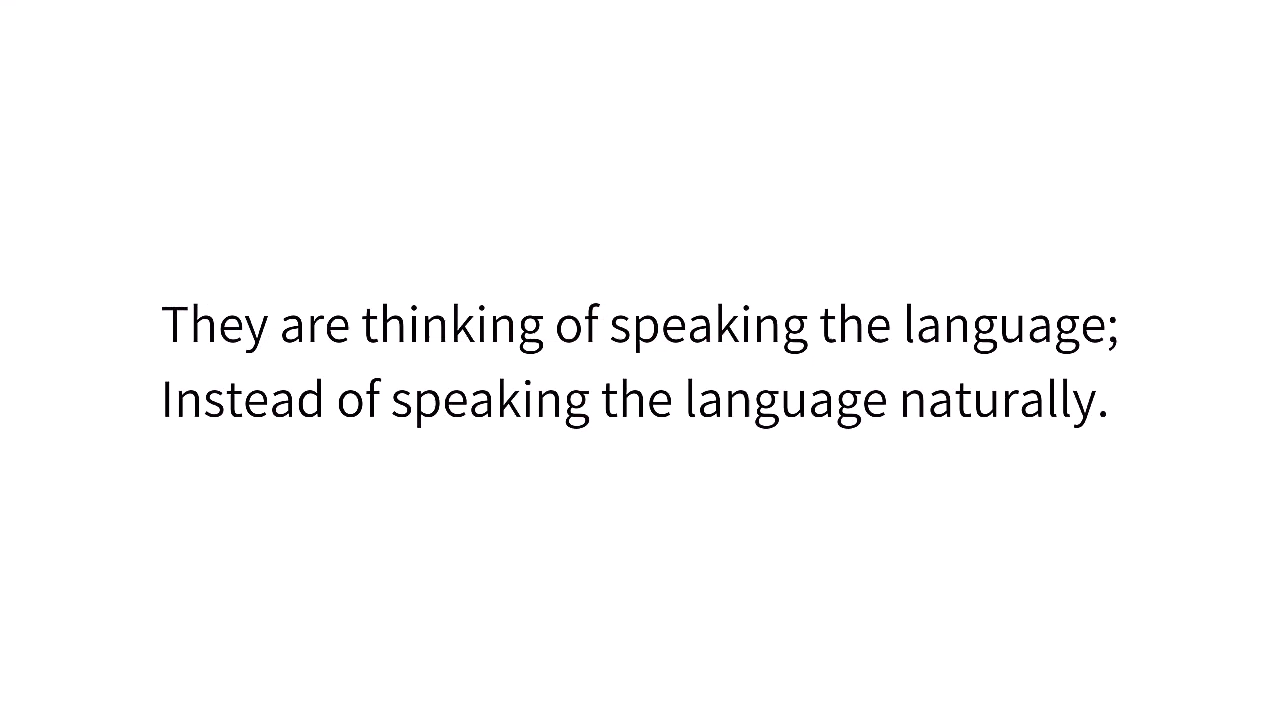 They are thinking of speaking the language;
Instead of speaking the language naturally.